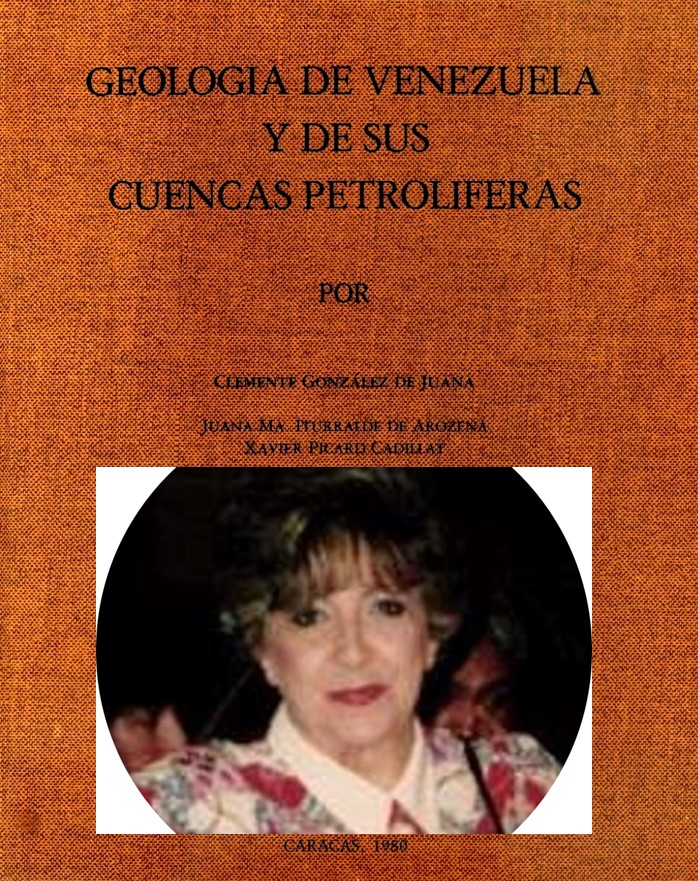 GEOLOGIA DE VENEZUELA
Y DE SUS
CUENCAS PETROLIFERAS
POR
CLEMENTE GONZÁLEZ DE JUANA
JUANA MA. ITURRALDE DE AROZENA
XAVIER PICARD CADILLAT
CARACAS, 1980